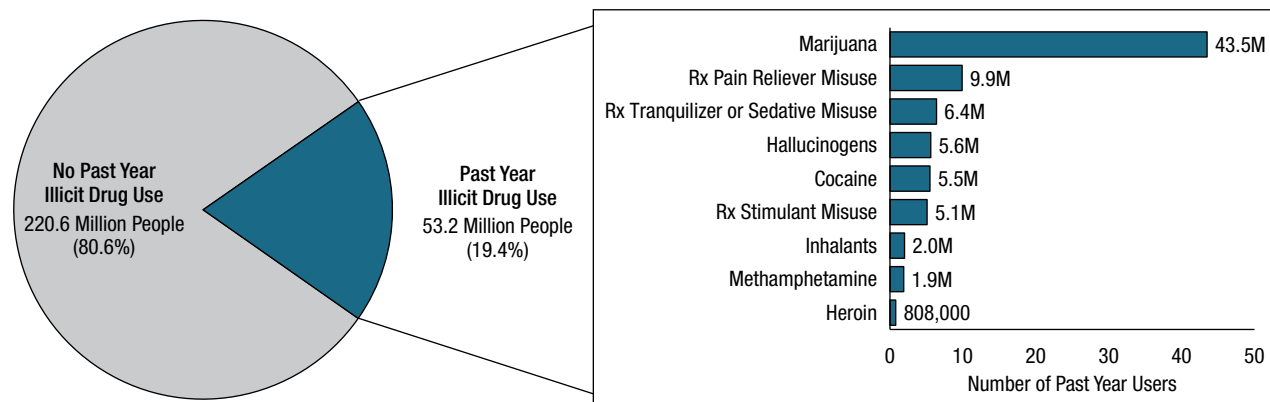 No Past Year
Illicit Drug Use
220.6 Million People
(80.6%)
Past Year
Illicit Drug Use
53.2 Million People
(19.4%)
Marijuana 43.5M
Rx Pain Reliever Misuse 9.9M
Rx Tranquilizer or Sedative Misuse 6.4M
Hallucinogens 5.6M
Cocaine 5.5M
Rx Stimulant Misuse 5.1M
Inhalants 2.0M
Methamphetamine 1.9M
Heroin 808,000
0 10 20 30 40 50
Number of Past Year Users